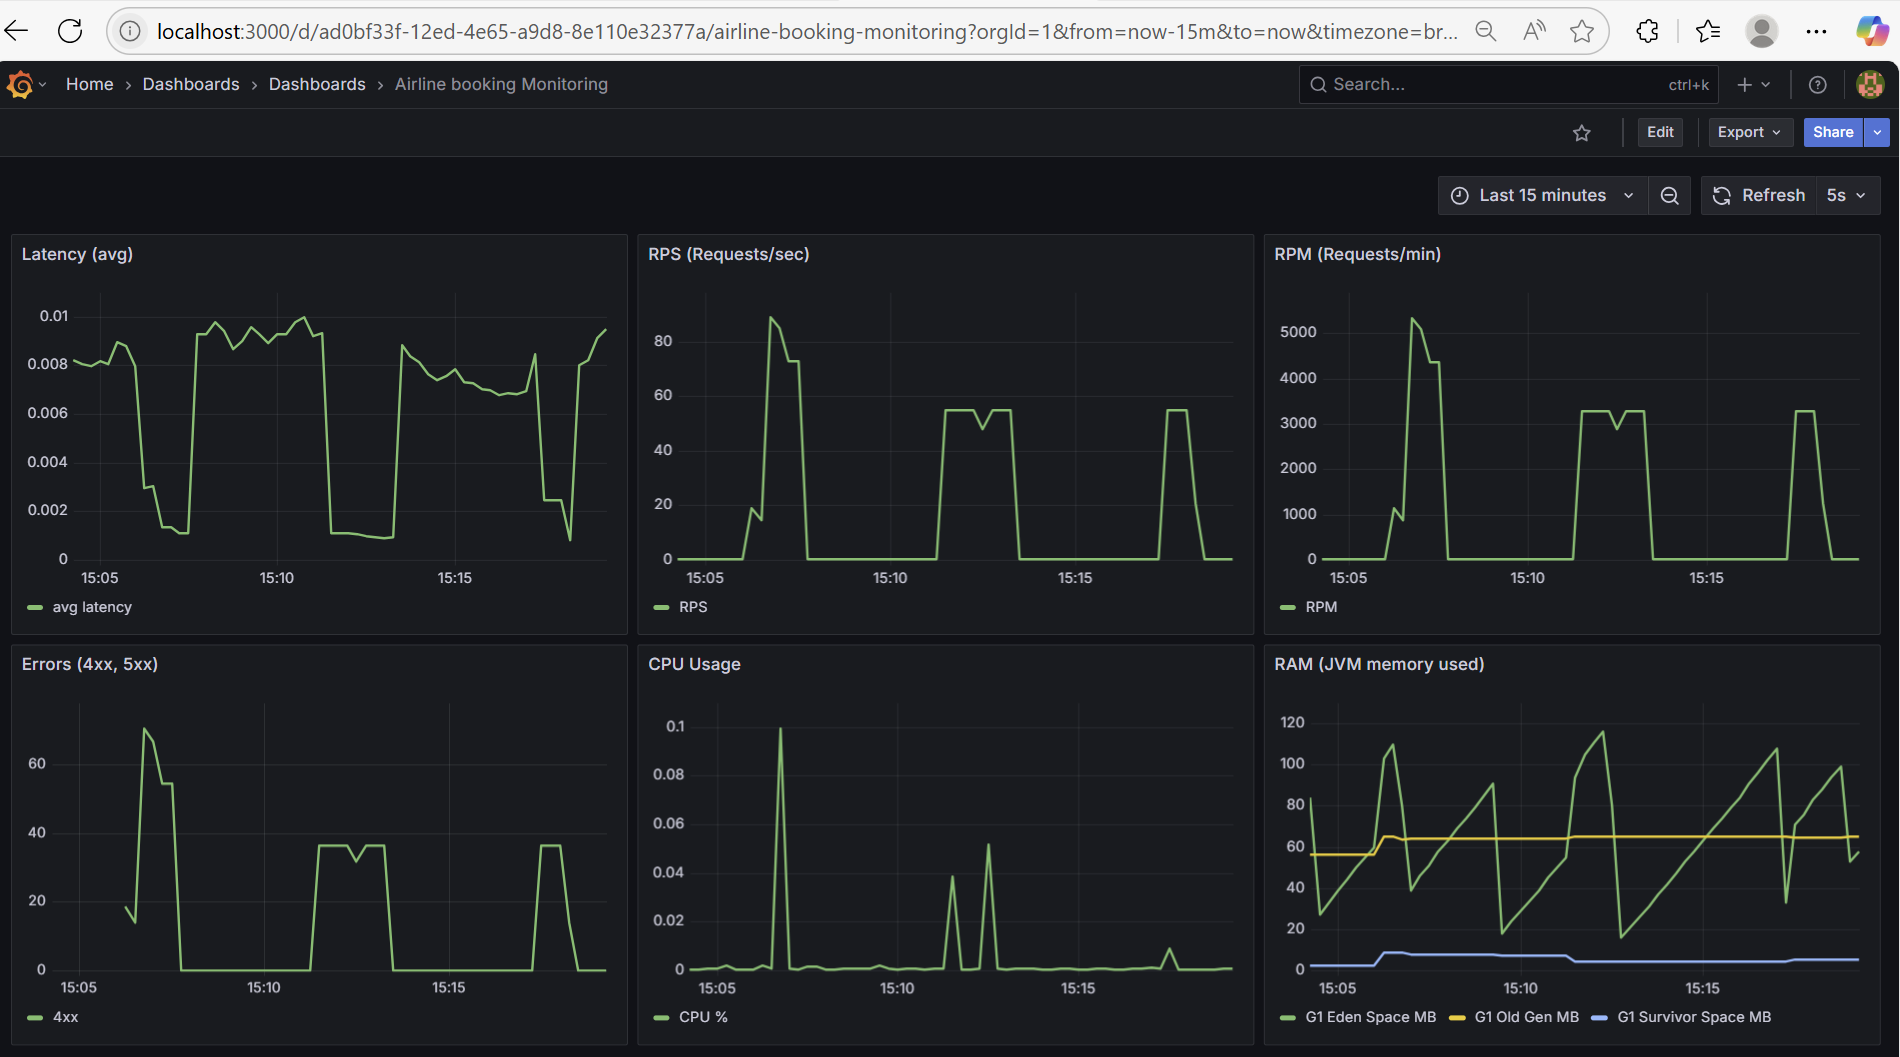 localhost:3000/d/ad0bf33f-12ed-4e65-a9d8-8e110e32377a/airline-booking-monitoring?orgId=1&from=now-15m&to=now&timezone=br...
Home › Dashboards › Dashboards › Airline booking Monitoring
Search... ctrl+k
Edit Export Share
Last 15 minutes Refresh 5s
Latency (avg)
0.01
0.008
0.006
0.004
0.002
0
15:05 15:10 15:15
avg latency
RPS (Requests/sec)
80
60
40
20
0
15:05 15:10 15:15
RPS
RPM (Requests/min)
5000
4000
3000
2000
1000
0
15:05 15:10 15:15
RPM
Errors (4xx, 5xx)
60
40
20
0
15:05 15:10 15:15
4xx
CPU Usage
0.1
0.08
0.06
0.04
0.02
0
15:05 15:10 15:15
CPU %
RAM (JVM memory used)
120
100
80
60
40
20
0
15:05 15:10 15:15
G1 Eden Space MB G1 Old Gen MB G1 Survivor Space MB